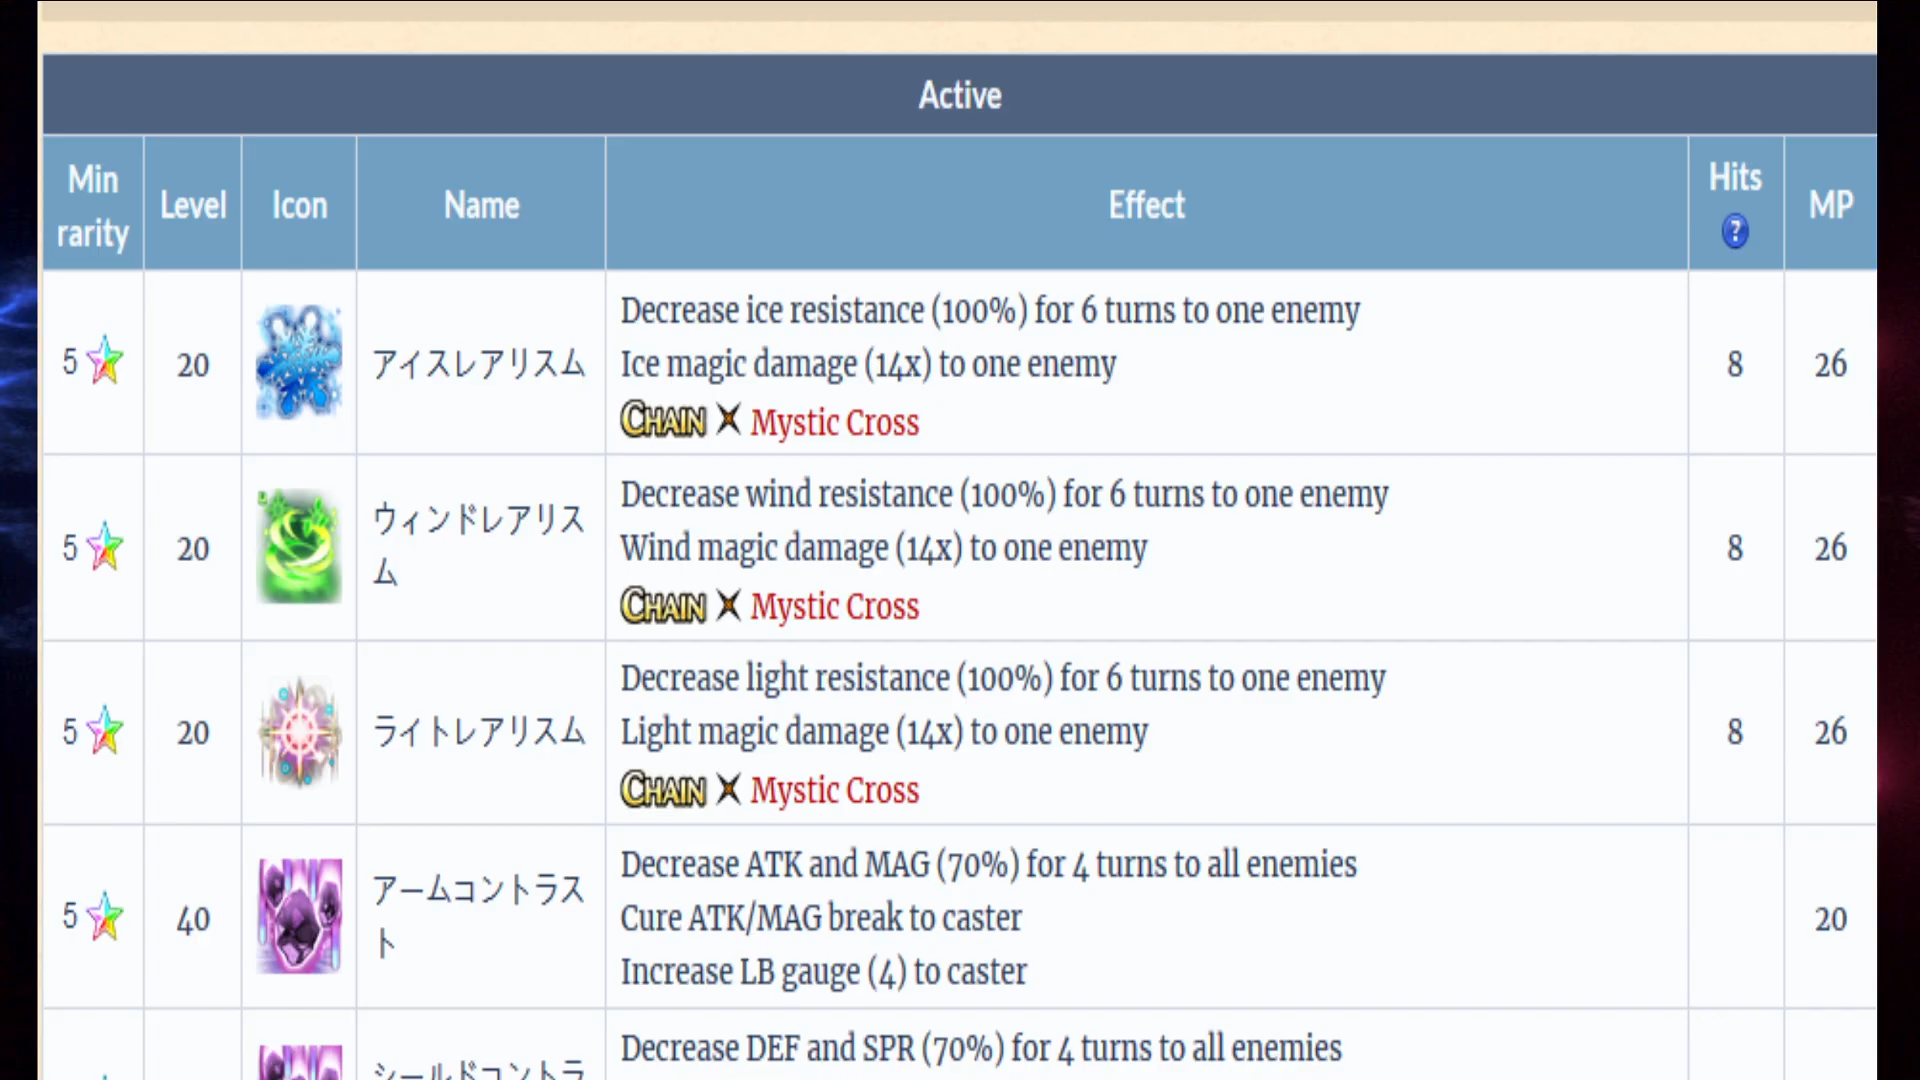 Active
Min rarity Level Icon Name Effect Hits ? MP
5 20 アイスレアリスム Decrease ice resistance (100%) for 6 turns to one enemy
Ice magic damage (14x) to one enemy
CHAIN Mystic Cross
8 26
5 20 ウィンドレアリス
ム
Decrease wind resistance (100%) for 6 turns to one enemy
Wind magic damage (14x) to one enemy
CHAIN Mystic Cross
8 26
5 20 ライトレアリスム Decrease light resistance (100%) for 6 turns to one enemy
Light magic damage (14x) to one enemy
CHAIN Mystic Cross
8 26
5 40 アームコントラス
ト
Decrease ATK and MAG (70%) for 4 turns to all enemies
Cure ATK/MAG break to caster
Increase LB gauge (4) to caster
20
シールドコントラ
Decrease DEF and SPR (70%) for 4 turns to all enemies